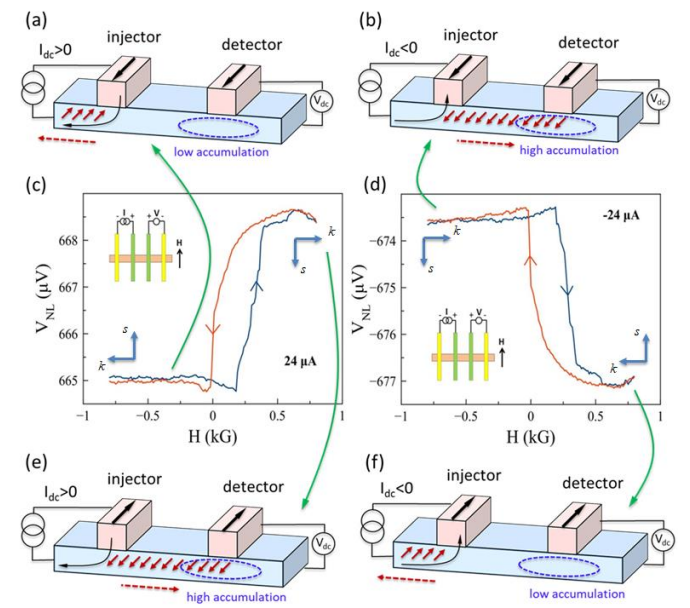 (a)
I_dc>0
injector
detector
V_dc
low accumulation
(b)
I_dc<0
injector
detector
V_dc
high accumulation
(c)
V_NL (μV)
668
667
666
665
I
V
- + + -
H
k
s
s
k
24 μA
−1 −0.5 0 0.5 1
H (kG)
(d)
V_NL (μV)
−674
−675
−676
−677
-24 μA
k
s
I
V
- + + -
H
s
k
−1 −0.5 0 0.5 1
H (kG)
(e)
I_dc>0
injector
detector
V_dc
high accumulation
(f)
I_dc<0
injector
detector
V_dc
low accumulation